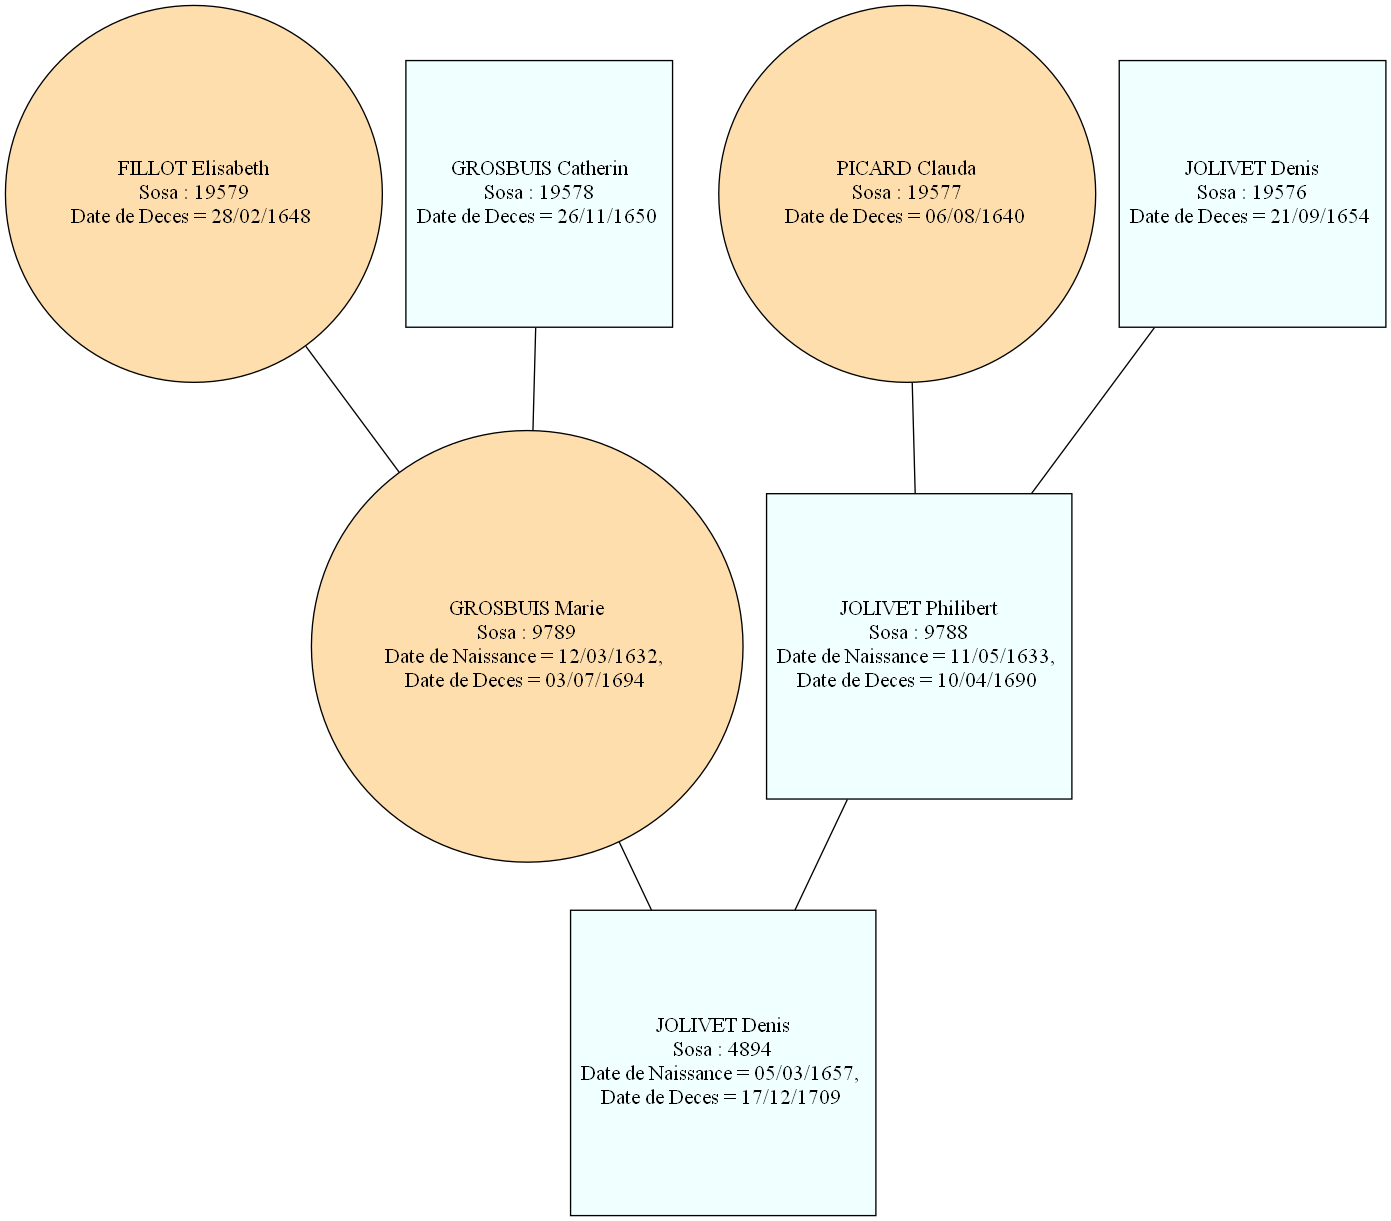 FILLOT Elisabeth
Sosa : 19579
Date de Deces = 28/02/1648
GROSBUIS Catherin
Sosa : 19578
Date de Deces = 26/11/1650
PICARD Clauda
Sosa : 19577
Date de Deces = 06/08/1640
JOLIVET Denis
Sosa : 19576
Date de Deces = 21/09/1654
GROSBUIS Marie
Sosa : 9789
Date de Naissance = 12/03/1632,
Date de Deces = 03/07/1694
JOLIVET Philibert
Sosa : 9788
Date de Naissance = 11/05/1633,
Date de Deces = 10/04/1690
JOLIVET Denis
Sosa : 4894
Date de Naissance = 05/03/1657,
Date de Deces = 17/12/1709